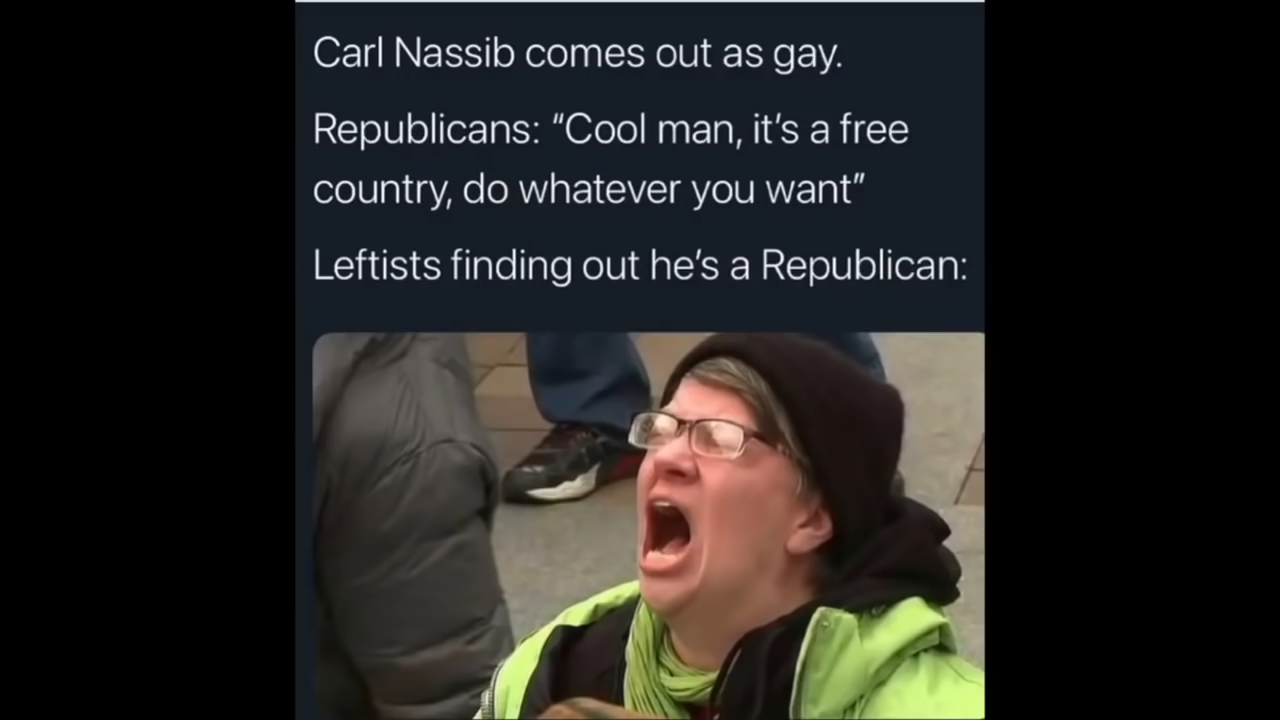 Carl Nassib comes out as gay.
Republicans: “Cool man, it’s a free
country, do whatever you want”
Leftists finding out he’s a Republican: